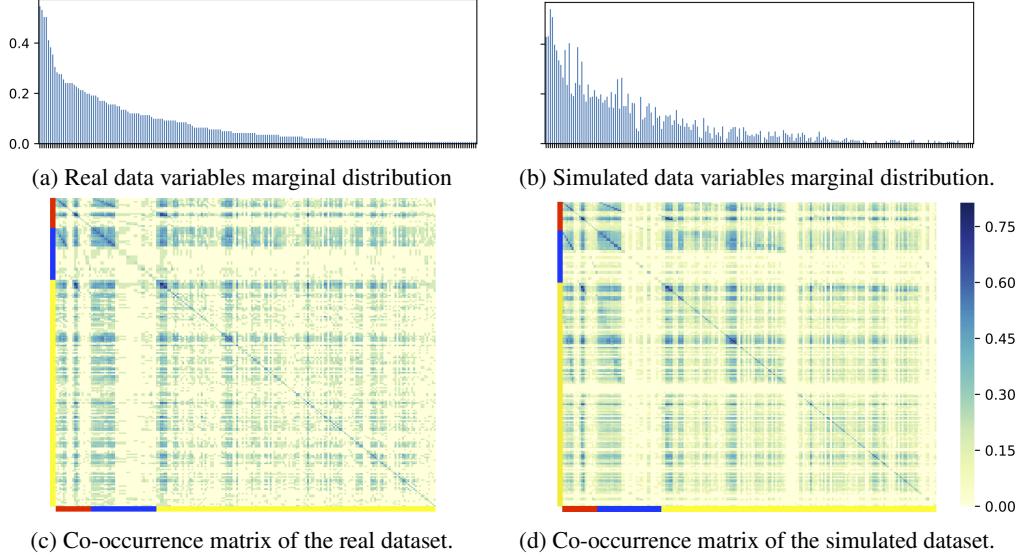 0.4
0.2
0.0
(a) Real data variables marginal distribution
(b) Simulated data variables marginal distribution.
0.75
0.60
0.45
0.30
0.15
0.00
(c) Co-occurrence matrix of the real dataset.
(d) Co-occurrence matrix of the simulated dataset.